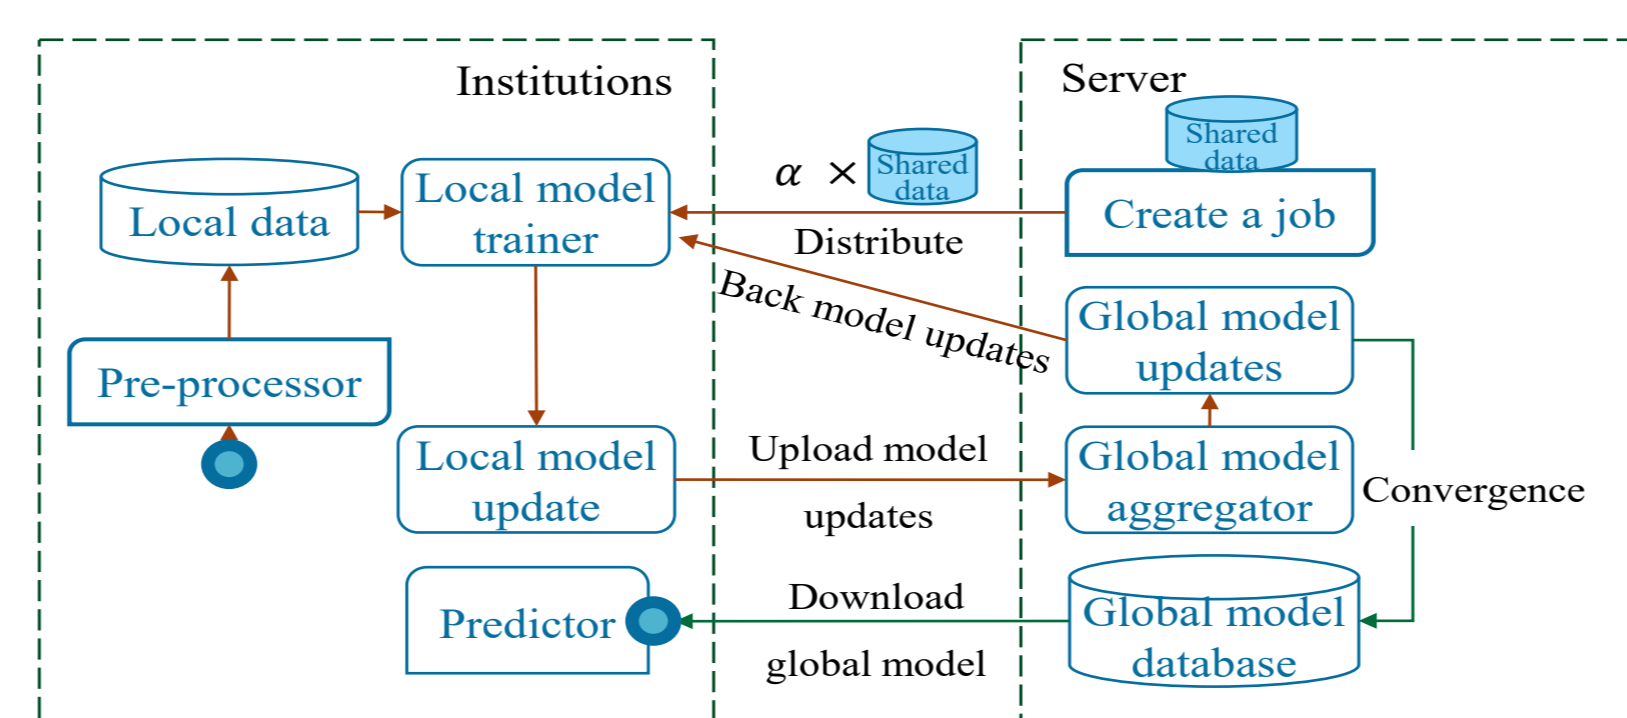 Institutions
Server
Shared
data
α × Shared
data
Local data
Local model
trainer
Create a job
Distribute
Back model updates
Global model
updates
Pre-processor
Local model
update
Upload model
updates
Global model
aggregator
Convergence
Predictor
Download
global model
Global model
database